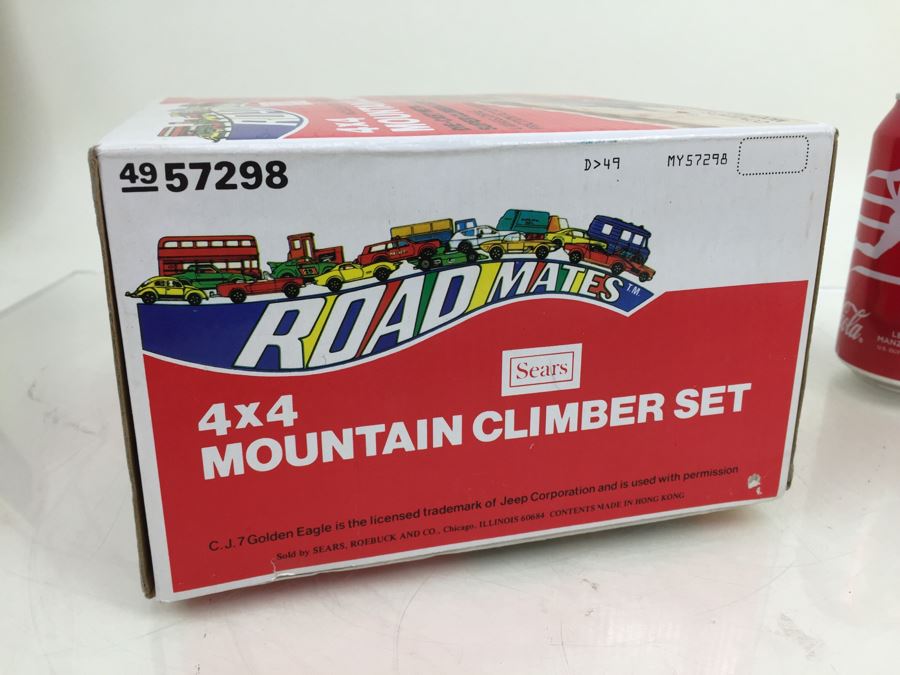 MOUNTAIN
4x4
49 57298
D>49 MY57298
ROAD MATES T.M.
Sears
4x4
MOUNTAIN CLIMBER SET
C.J.7 Golden Eagle is the licensed trademark of Jeep Corporation and is used with permission
Sold by SEARS, ROEBUCK AND CO., Chicago, ILLINOIS 60684 CONTENTS MADE IN HONG KONG